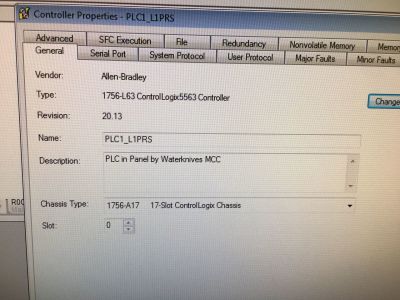 Controller Properties - PLC1_L1PRS
Advanced SFC Execution File Redundancy Nonvolatile Memory Memory
General Serial Port System Protocol User Protocol Major Faults Minor Faults
Vendor: Allen-Bradley
Type: 1756-L63 ControlLogix5563 Controller
Change
Revision: 20.13
Name: PLC1_L1PRS
Description: PLC in Panel by Waterknives MCC
Chassis Type: 1756-A17 17-Slot ControlLogix Chassis
Slot: 0